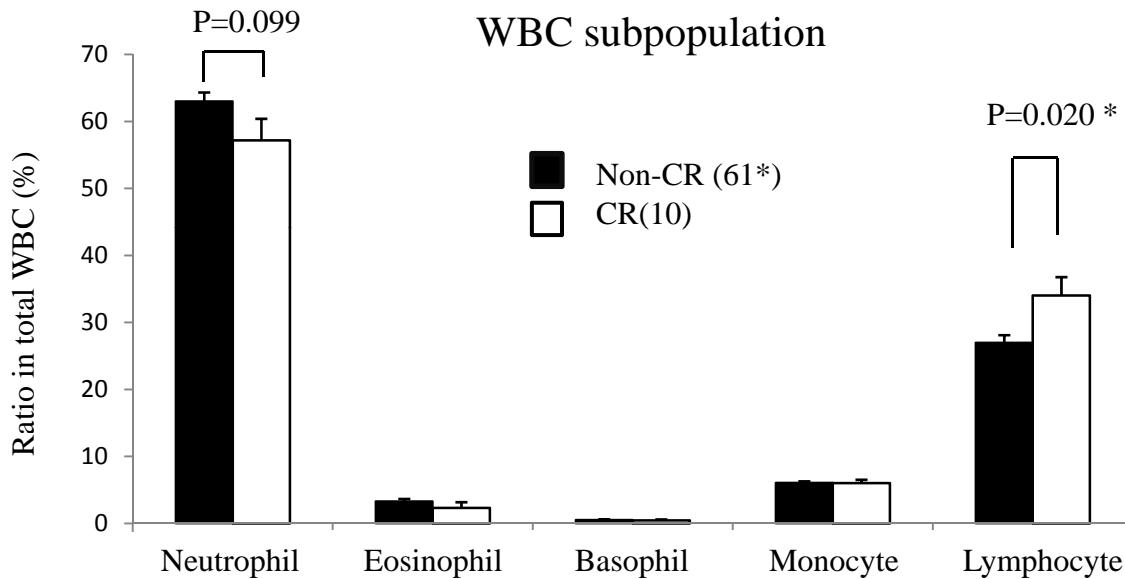 P=0.099
WBC subpopulation
70
60
50
40
30
20
10
0
Ratio in total WBC (%)
Non-CR (61*)
CR(10)
P=0.020 *
Neutrophil Eosinophil Basophil Monocyte Lymphocyte